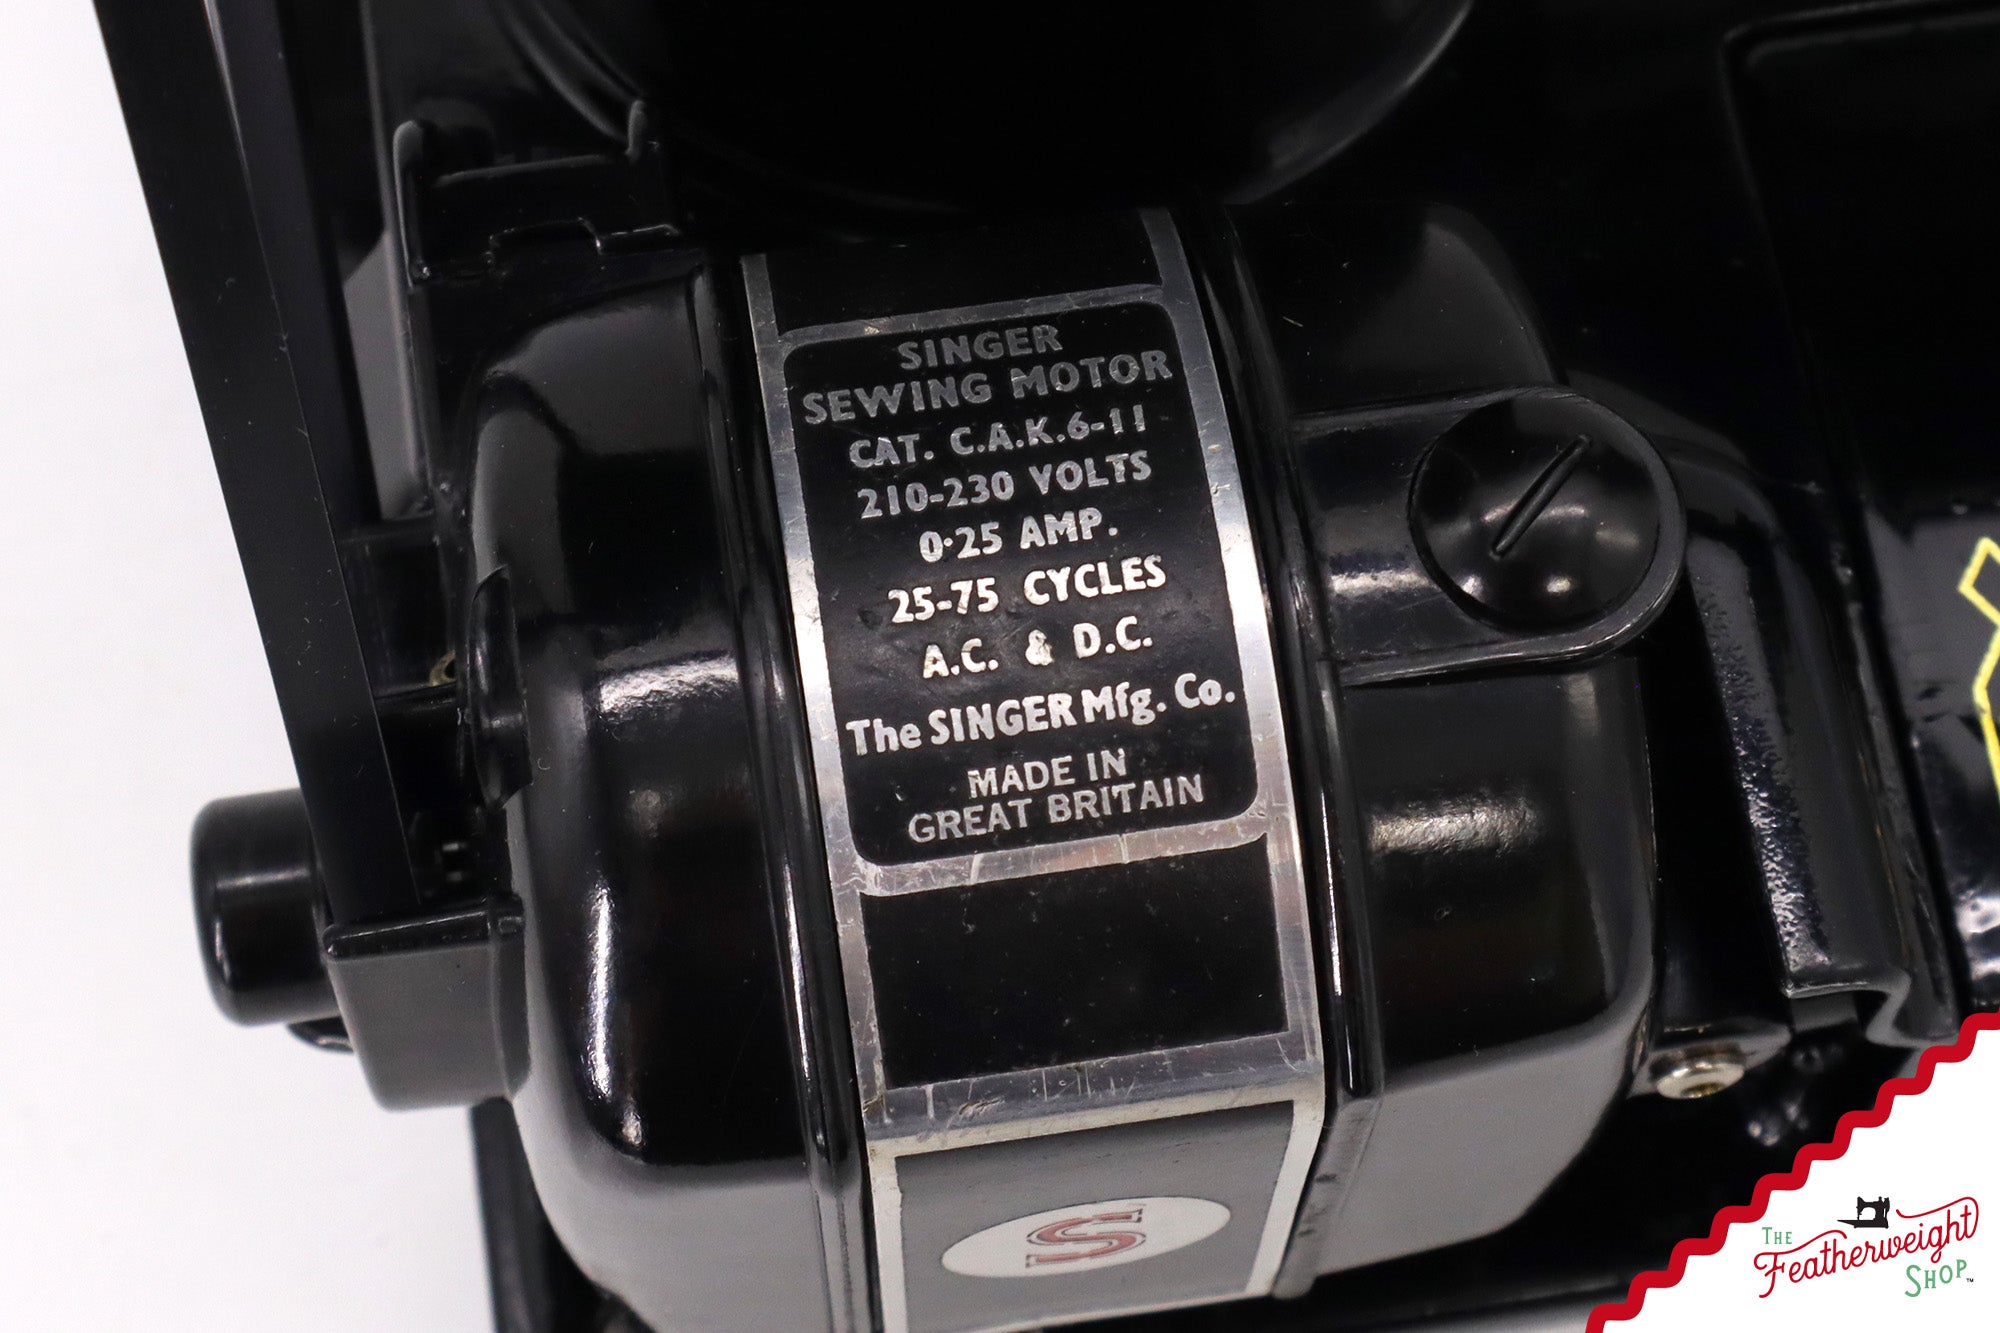 SINGER
SEWING MOTOR
CAT. C.A.K.6-11
210-230 VOLTS
0·25 AMP.
25-75 CYCLES
A.C. & D.C.
The SINGER Mfg. Co.
MADE IN
GREAT BRITAIN
S
THE
Featherweight
SHOP™